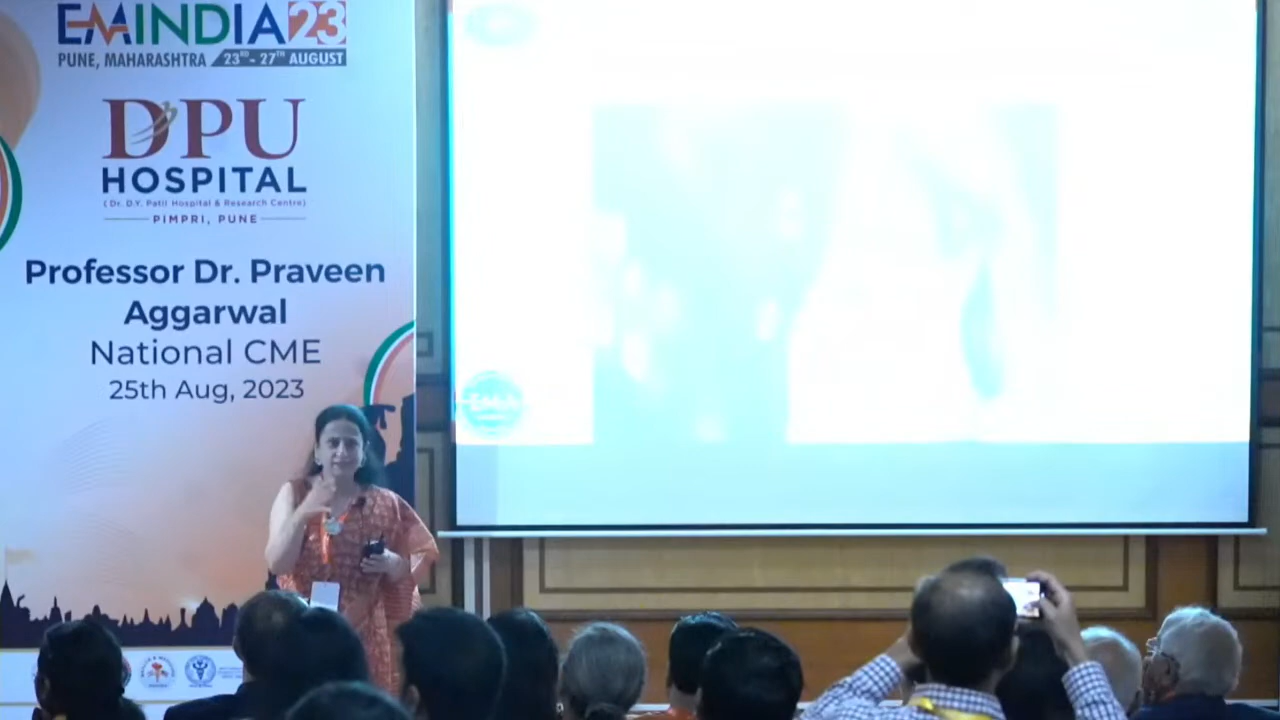 EMINDIA23
PUNE, MAHARASHTRA 23RD - 27TH AUGUST
DPU
HOSPITAL
( Dr. D.Y. Patil Hospital & Research Centre)
PIMPRI, PUNE
Professor Dr. Praveen
Aggarwal
National CME
25th Aug, 2023